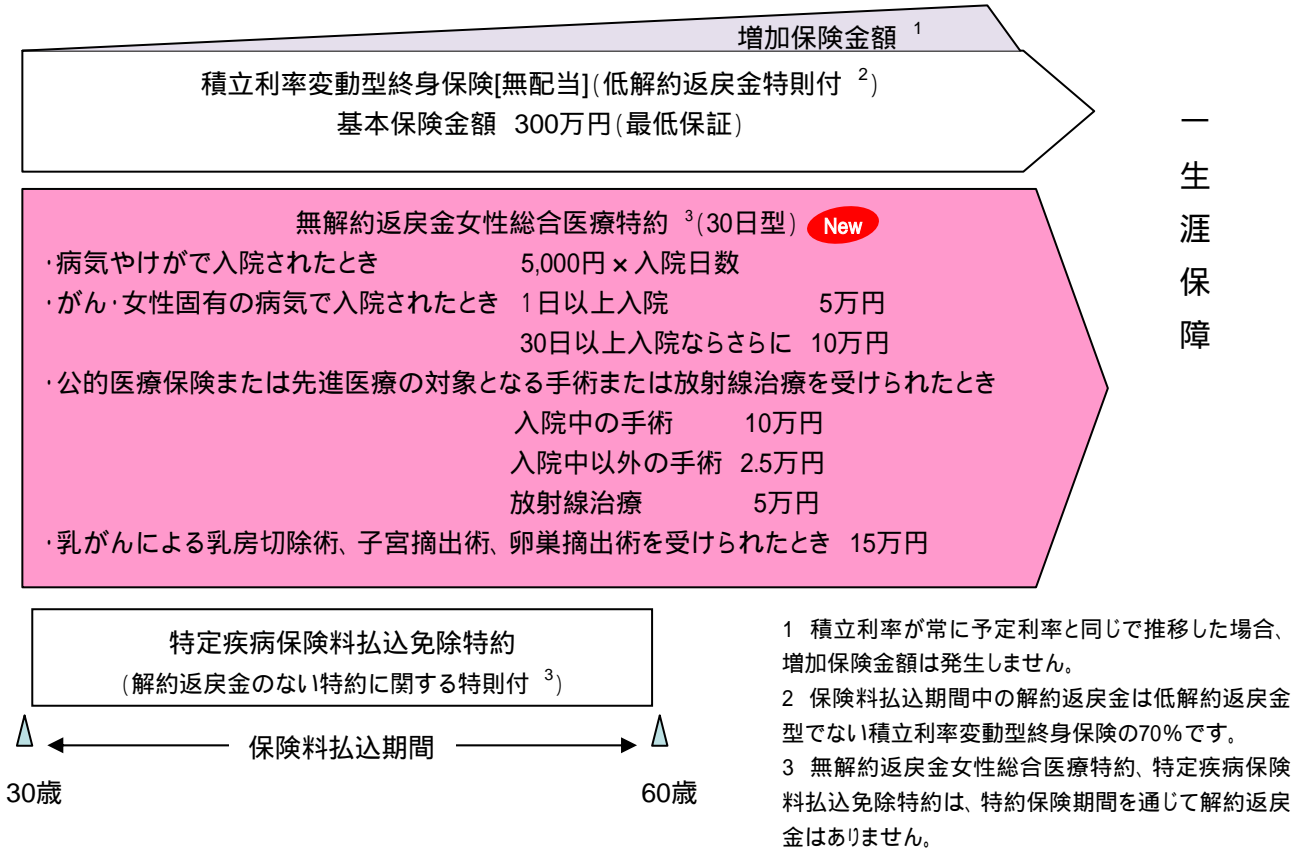 増加保険金額 1
積立利率変動型終身保険[無配当](低解約返戻金特則付 2)
基本保険金額 300万円(最低保証)
一生涯保障
無解約返戻金女性総合医療特約 3(30日型) New
・病気やけがで入院されたとき 5,000円×入院日数
・がん・女性固有の病気で入院されたとき 1日以上入院 5万円
30日以上入院ならさらに 10万円
・公的医療保険または先進医療の対象となる手術または放射線治療を受けられたとき
入院中の手術 10万円
入院中以外の手術 2.5万円
放射線治療 5万円
・乳がんによる乳房切除術、子宮摘出術、卵巣摘出術を受けられたとき 15万円
特定疾病保険料払込免除特約
(解約返戻金のない特約に関する特則付 3)
保険料払込期間
30歳 60歳
1 積立利率が常に予定利率と同じで推移した場合、
増加保険金額は発生しません。
2 保険料払込期間中の解約返戻金は低解約返戻金
型でない積立利率変動型終身保険の70%です。
3 無解約返戻金女性総合医療特約、特定疾病保険
料払込免除特約は、特約保険期間を通じて解約返戻
金はありません。